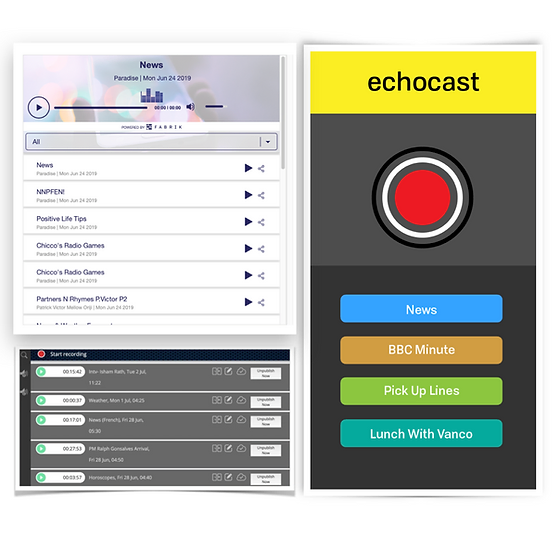 News
Paradise | Mon Jun 24 2019
00:00 | 00:00
POWERED BY FABRIK
All
News
Paradise | Mon Jun 24 2019
NNPFEN!
Paradise | Mon Jun 24 2019
Positive Life Tips
Paradise | Mon Jun 24 2019
Chicco's Radio Games
Paradise | Mon Jun 24 2019
Chicco's Radio Games
Paradise | Mon Jun 24 2019
Partners N Rhymes P.Victor P2
Patrick Victor Mellow Onji | Mon Jun 24 2019
Start recording
00:15:42 Intv- Isham Rath, Tue 2 Jul,
11:22
Unpublish
Now
00:00:37 Weather, Mon 1 Jul, 04:25
Unpublish
Now
00:17:01 News (French), Fri 28 Jun,
05:30
Unpublish
Now
00:27:53 PM Ralph Gonsalves Arrival,
Fri 28 Jun, 04:50
Unpublish
Now
00:03:57 Horoscopes, Fri 28 Jun, 04:40
Unpublish
Now
echocast
News
BBC Minute
Pick Up Lines
Lunch With Vanco